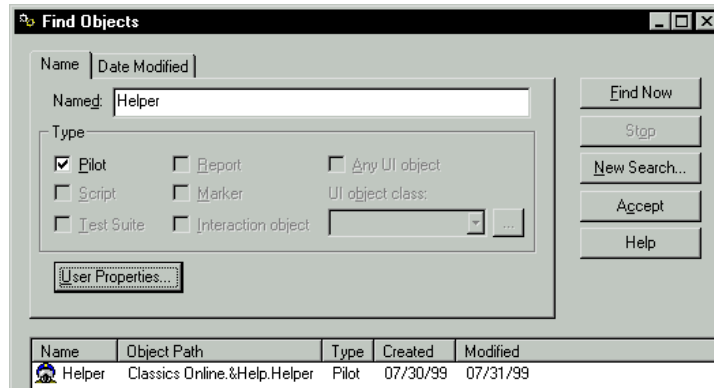 Find Objects
Name
Date Modified
Named:
Helper
Find Now
Type
Stop
Pilot
Report
Any UI object
New Search...
Script
Marker
UI object class:
Accept
Test Suite
Interaction object
...
Help
User Properties...
Name Object Path Type Created Modified
Helper Classics Online.&Help.Helper Pilot 07/30/99 07/31/99